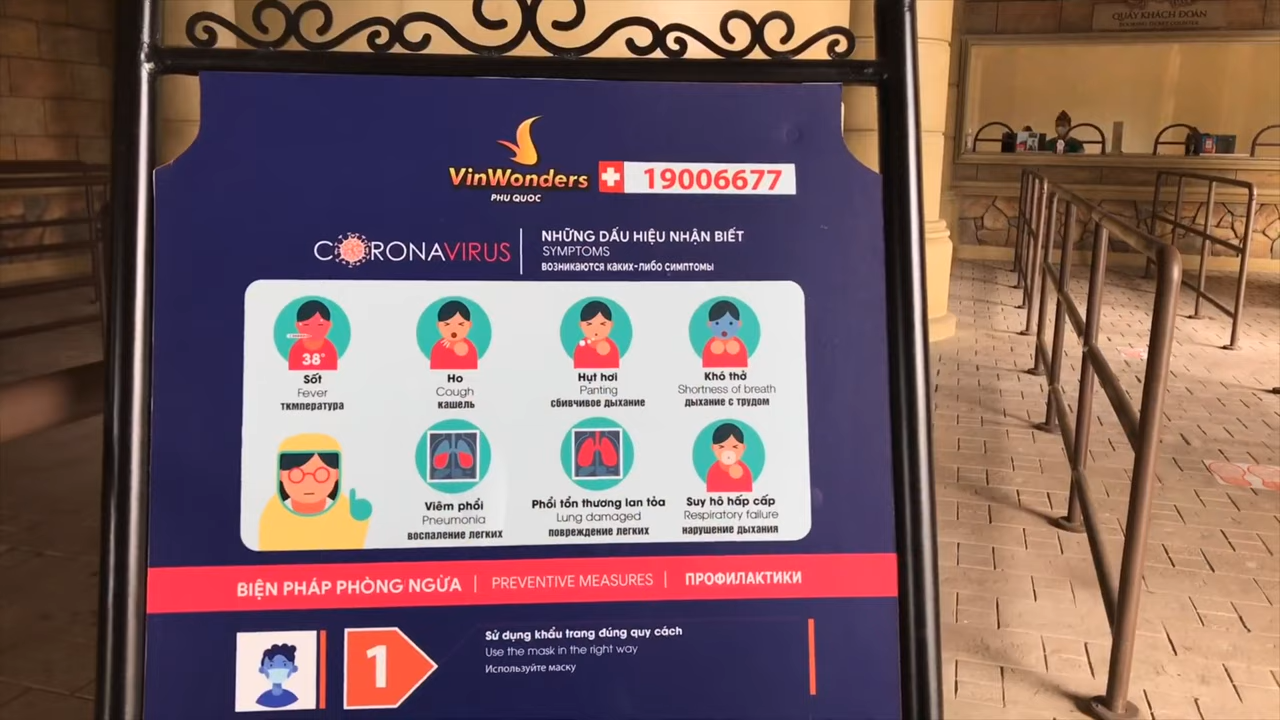 QUẦY KHÁCH ĐOÀN
VinWonders
PHU QUOC
19006677
CORONAVIRUS
NHỮNG DẤU HIỆU NHẬN BIẾT
SYMPTOMS
возникаются каких-либо симптомы
38°
Sốt
Fever
ткмпература
Ho
Cough
кашель
Hụt hơi
Panting
сбивчивое дыхание
Khó thở
Shortness of breath
дыхание с трудом
Viêm phổi
Pneumonia
воспаление легких
Phổi tổn thương lan tỏa
Lung damaged
повреждение легких
Suy hô hấp cấp
Respiratory failure
нарушение дыхания
BIỆN PHÁP PHÒNG NGỪA | PREVENTIVE MEASURES | ПРОФИЛАКТИКИ
1
Sử dụng khẩu trang đúng quy cách
Use the mask in the right way
Используйте маску